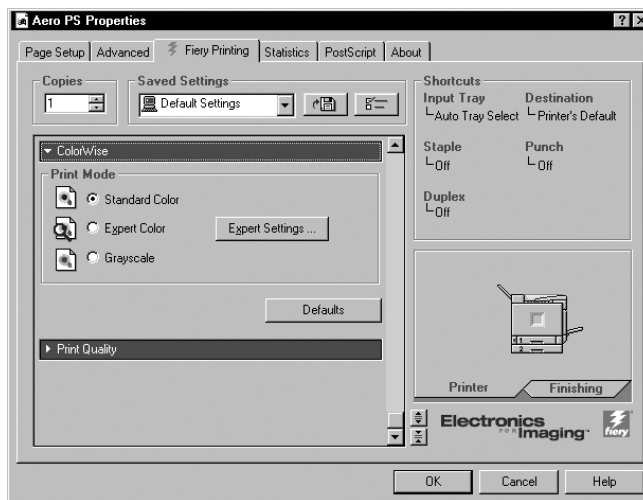 Aero PS Properties
Page Setup Advanced Fiery Printing Statistics PostScript About
Copies
1
Saved Settings
Default Settings
ColorWise
Print Mode
Standard Color
Expert Color
Expert Settings ...
Grayscale
Defaults
Print Quality
Shortcuts
Input Tray
Auto Tray Select
Destination
Printer's Default
Staple
Off
Punch
Off
Duplex
Off
1
2
Printer
Finishing
Electronics
FOR Imaging
fiery
OK Cancel Help